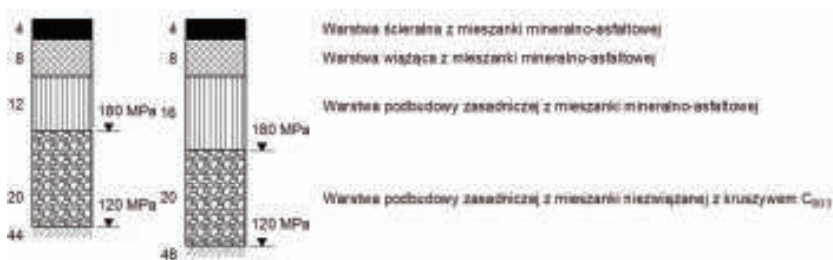 4 4 Warstwa ścieralna z mieszanki mineralno-asfaltowej
8 8 Warstwa wiążąca z mieszanki mineralno-asfaltowej
12 180 MPa 16 Warstwa podbudowy zasadniczej z mieszanki mineralno-asfaltowej
180 MPa
20 120 MPa 20 Warstwa podbudowy zasadniczej z mieszanki niezwiązanej z kruszywem
44 120 MPa
48